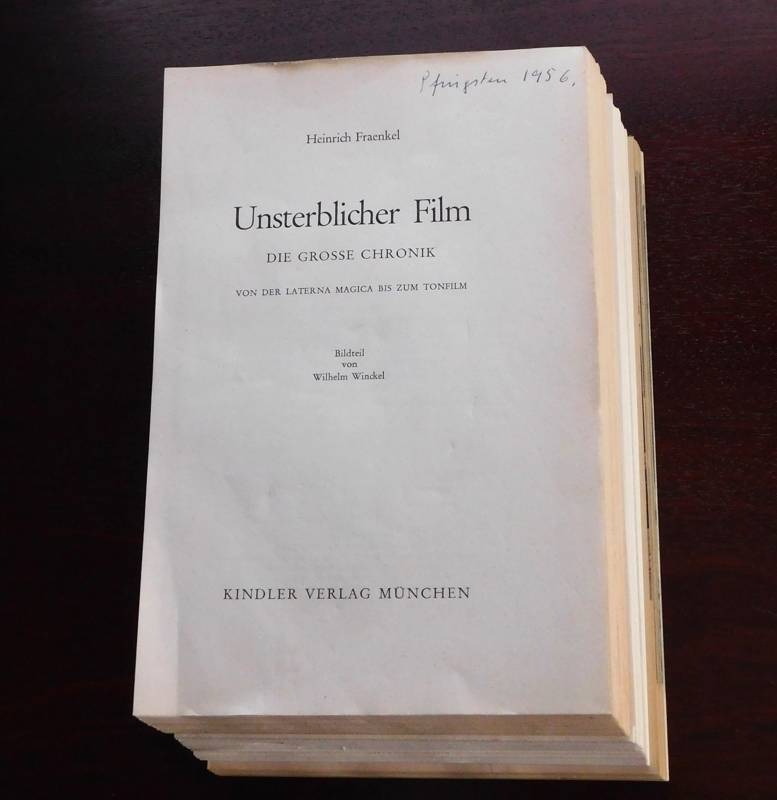 Pfingsten 1956.
Heinrich Fraenkel
Unsterblicher Film
DIE GROSSE CHRONIK
VON DER LATERNA MAGICA BIS ZUM TONFILM
Bildteil
von
Wilhelm Winckel
KINDLER VERLAG MÜNCHEN